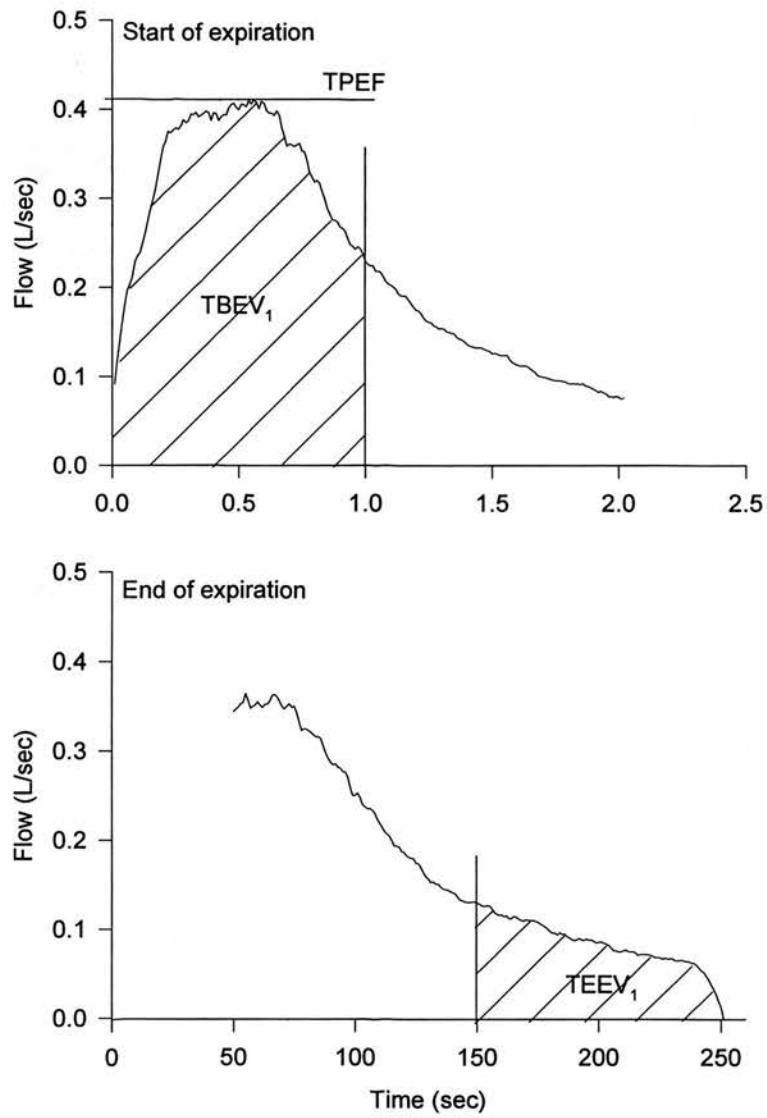 0.5
Start of expiration
TPEF
0.4
0.3
Flow (L/sec)
0.2
TBEV₁
0.1
0.0
0.0 0.5 1.0 1.5 2.0 2.5
0.5
End of expiration
0.4
0.3
Flow (L/sec)
0.2
0.1
TEEV₁
0.0
0 50 100 150 200 250
Time (sec)